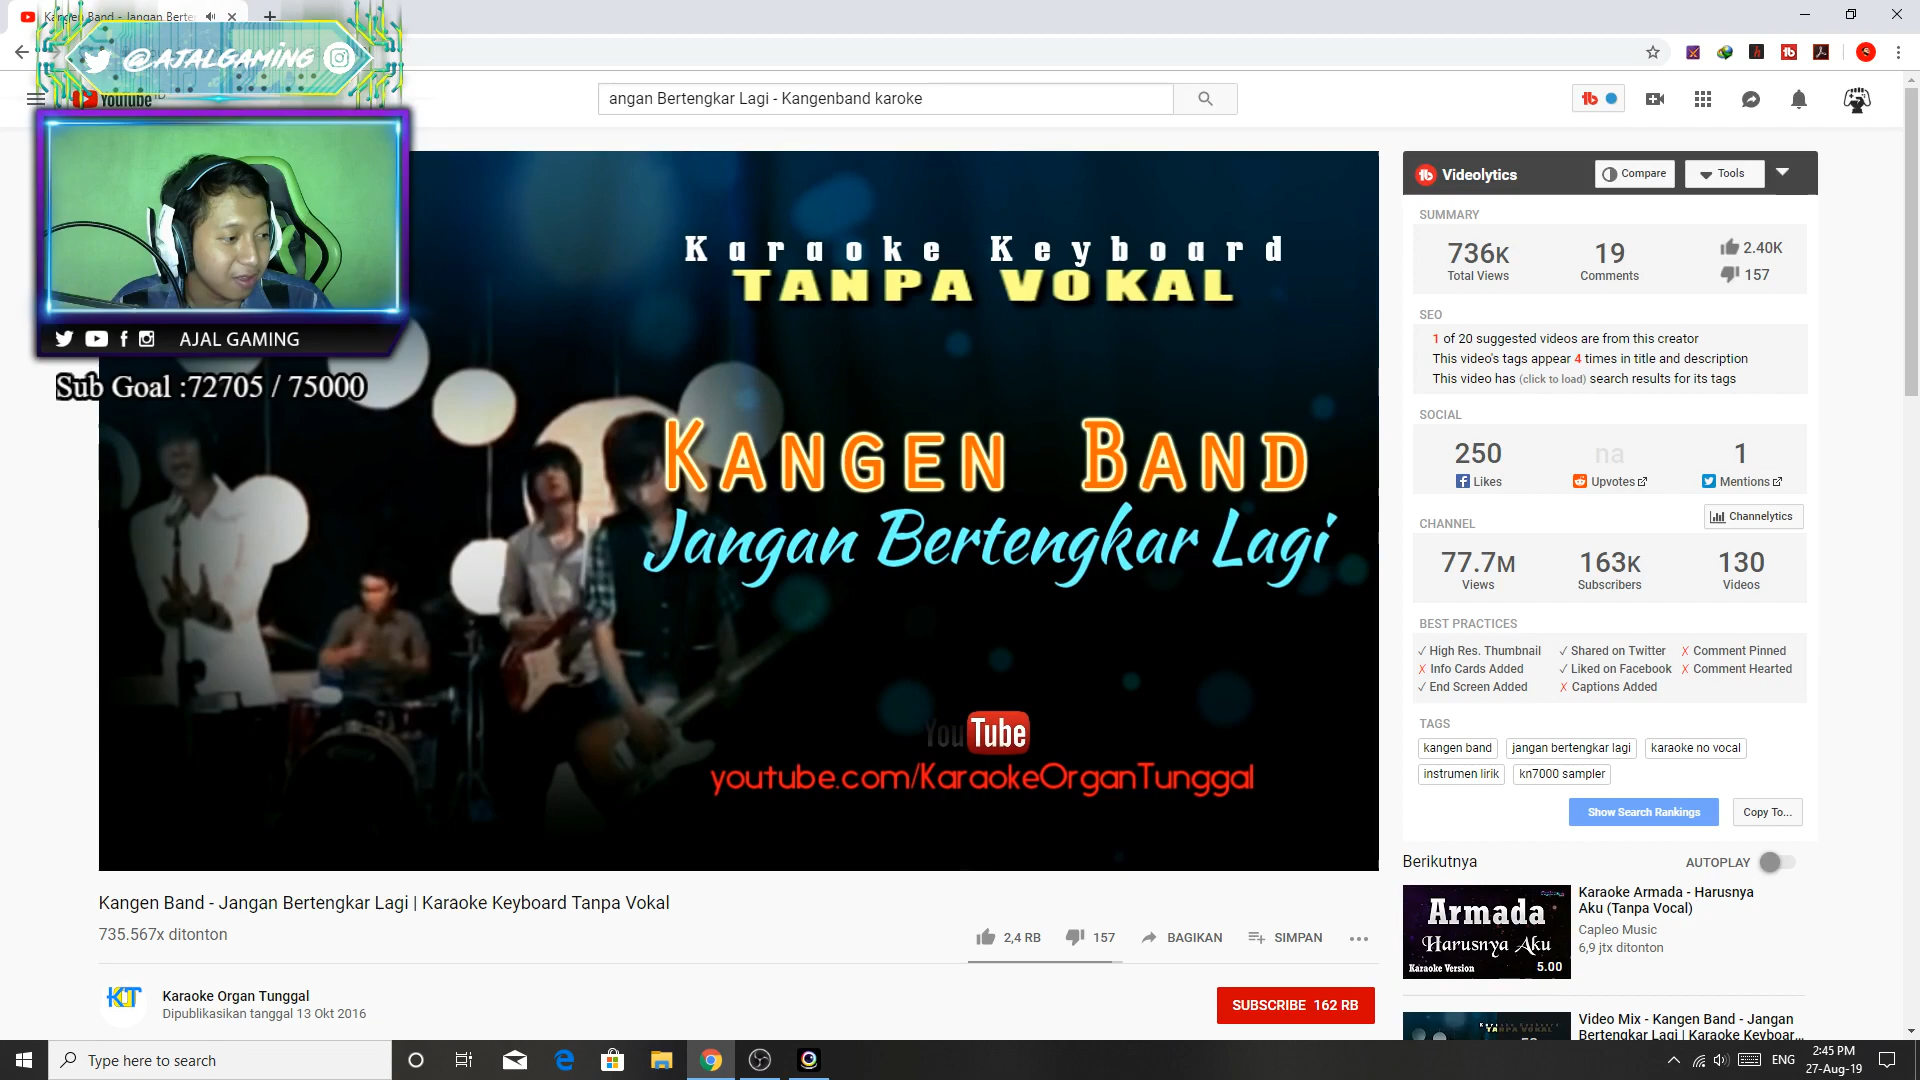 Kangen Band - Jangan Berte
@AJALGAMING
YouTube ID
angan Bertengkar Lagi - Kangenband karoke
AJAL GAMING
Sub Goal :72705 / 75000
Karaoke Keyboard
TANPA VOKAL
KANGEN BAND
Jangan Bertengkar Lagi
YouTube
youtube.com/KaraokeOrganTunggal
Kangen Band - Jangan Bertengkar Lagi | Karaoke Keyboard Tanpa Vokal
735.567x ditonton
2,4 RB
157
BAGIKAN
SIMPAN
Karaoke Organ Tunggal
Dipublikasikan tanggal 13 Okt 2016
SUBSCRIBE 162 RB
Videolytics
Compare
Tools
SUMMARY
736K
Total Views
19
Comments
2.40K
157
SEO
1 of 20 suggested videos are from this creator
This video's tags appear 4 times in title and description
This video has (click to load) search results for its tags
SOCIAL
250
Likes
na
Upvotes
1
Mentions
CHANNEL
Channelytics
77.7M
Views
163K
Subscribers
130
Videos
BEST PRACTICES
✓ High Res. Thumbnail ✓ Shared on Twitter ✗ Comment Pinned
✗ Info Cards Added ✓ Liked on Facebook ✗ Comment Hearted
✓ End Screen Added ✗ Captions Added
TAGS
kangen band
jangan bertengkar lagi
karaoke no vocal
instrumen lirik
kn7000 sampler
Show Search Rankings
Copy To...
Berikutnya
AUTOPLAY
Armada
Harusnya Aku
Karaoke Version
5.00
Karaoke Armada - Harusnya
Aku (Tanpa Vocal)
Capleo Music
6,9 jtx ditonton
TANPA VOKAL
Video Mix - Kangen Band - Jangan
Bertengkar Lagi | Karaoke Keyboar...
Type here to search
ENG
2:45 PM
27-Aug-19